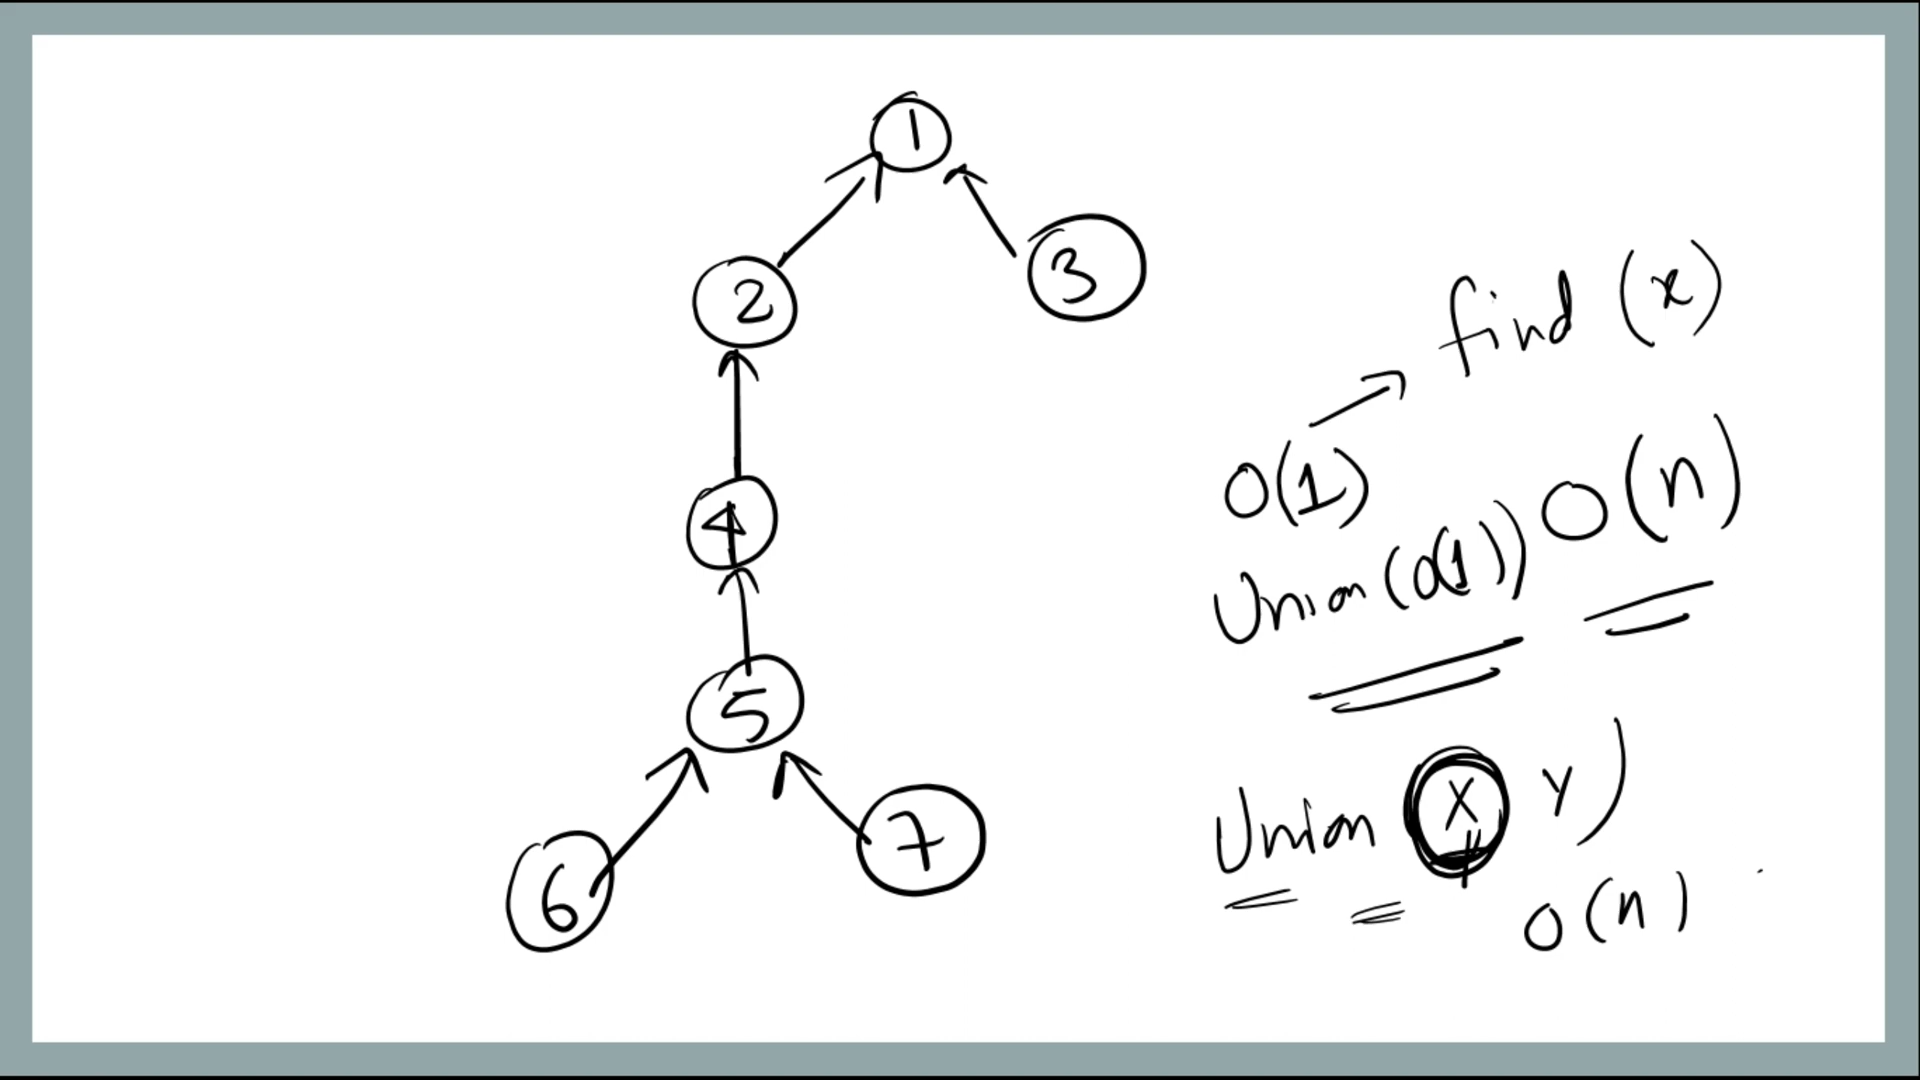 1
2
3
4
5
6
7
find (x)
O(1)
O(n)
Union (O(1))
Union X Y)
O(n)